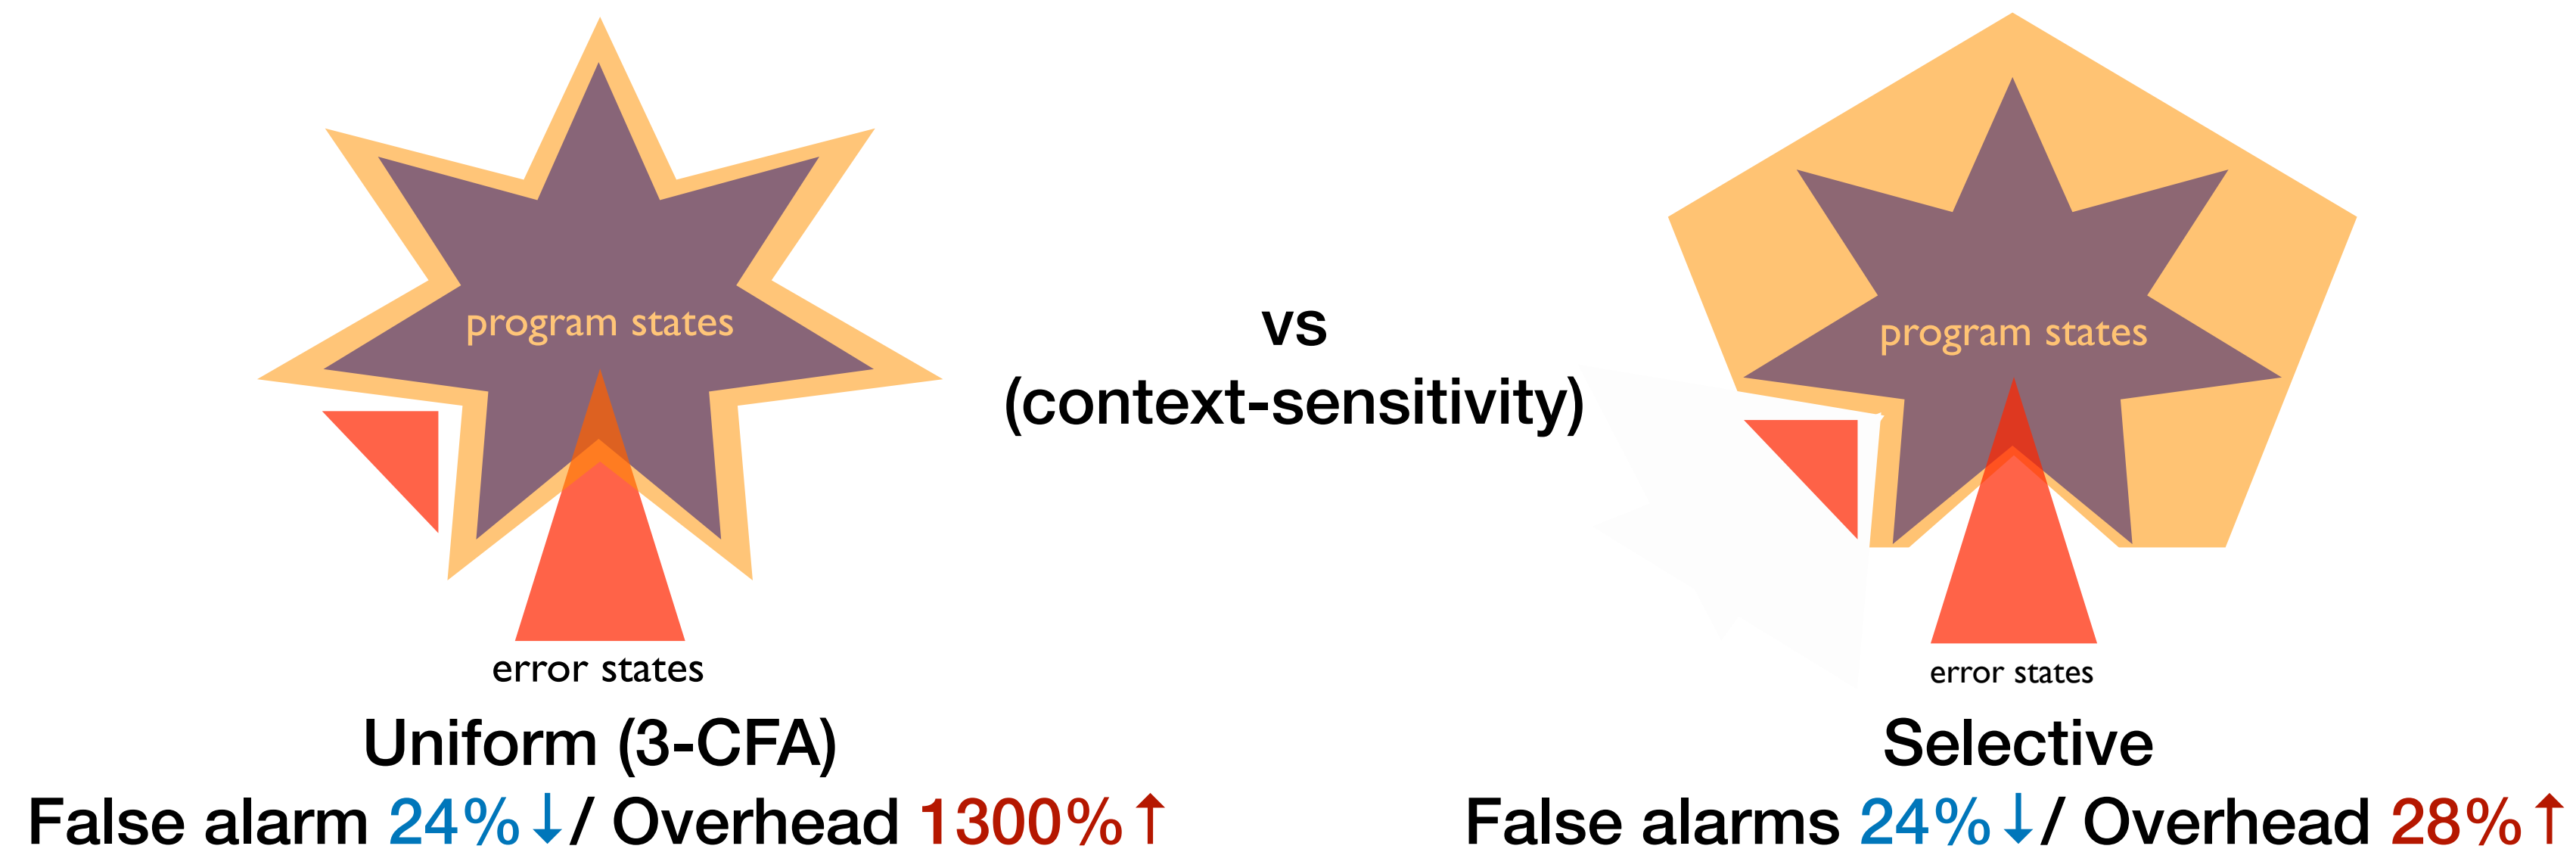 program states
error states
Uniform (3-CFA)
False alarm 24%↓/ Overhead 1300%↑
vs
(context-sensitivity)
program states
error states
Selective
False alarms 24%↓/ Overhead 28%↑